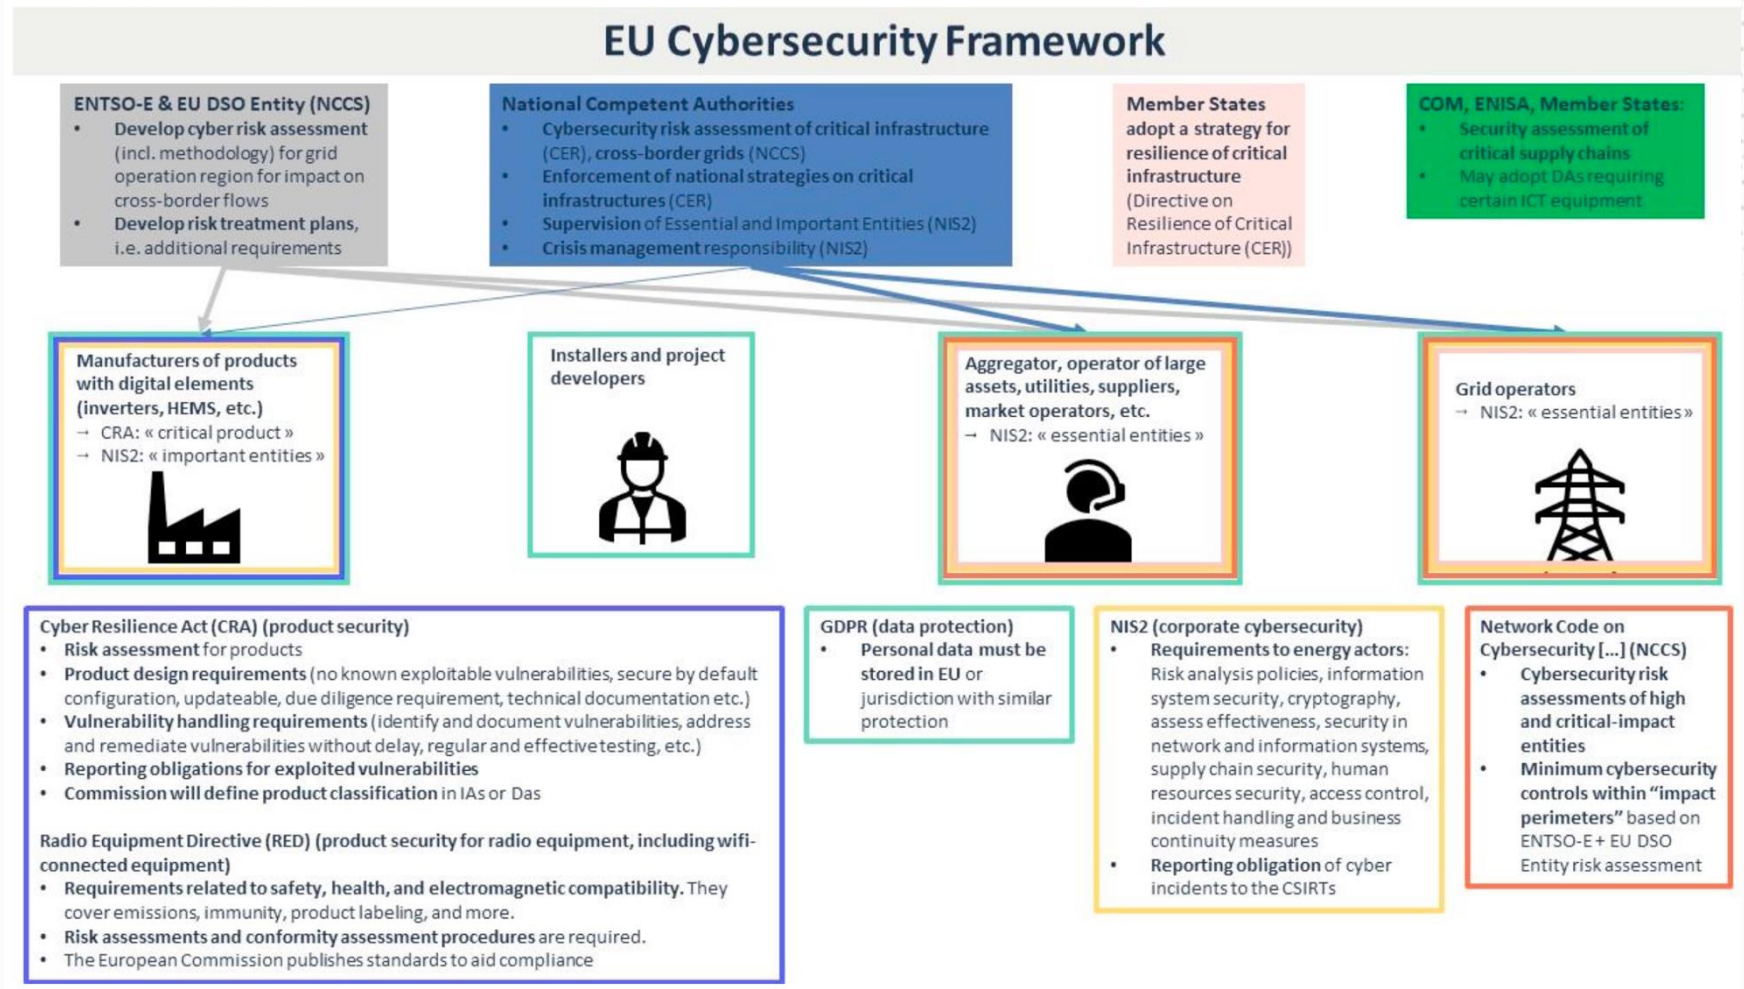 EU Cybersecurity Framework
ENTSO-E & EU DSO Entity (NCCS)
• Develop cyber risk assessment
(incl. methodology) for grid
operation region for impact on
cross-border flows
• Develop risk treatment plans,
i.e. additional requirements
National Competent Authorities
• Cybersecurity risk assessment of critical infrastructure
(CER), cross-border grids (NCCS)
• Enforcement of national strategies on critical
infrastructures (CER)
• Supervision of Essential and Important Entities (NIS2)
• Crisis management responsibility (NIS2)
Member States
adopt a strategy for
resilience of critical
infrastructure
(Directive on
Resilience of Critical
Infrastructure (CER))
COM, ENISA, Member States:
• Security assessment of
critical supply chains
• May adopt DAs requiring
certain ICT equipment
Manufacturers of products
with digital elements
(inverters, HEMS, etc.)
→ CRA: « critical product »
→ NIS2: « important entities »
Installers and project
developers
Aggregator, operator of large
assets, utilities, suppliers,
market operators, etc.
→ NIS2: « essential entities »
Grid operators
→ NIS2: « essential entities »
Cyber Resilience Act (CRA) (product security)
• Risk assessment for products
• Product design requirements (no known exploitable vulnerabilities, secure by default
configuration, updateable, due diligence requirement, technical documentation etc.)
• Vulnerability handling requirements (identify and document vulnerabilities, address
and remediate vulnerabilities without delay, regular and effective testing, etc.)
• Reporting obligations for exploited vulnerabilities
• Commission will define product classification in IAs or Das
Radio Equipment Directive (RED) (product security for radio equipment, including wifi-
connected equipment)
• Requirements related to safety, health, and electromagnetic compatibility. They
cover emissions, immunity, product labeling, and more.
• Risk assessments and conformity assessment procedures are required.
• The European Commission publishes standards to aid compliance
GDPR (data protection)
• Personal data must be
stored in EU or
jurisdiction with similar
protection
NIS2 (corporate cybersecurity)
• Requirements to energy actors:
Risk analysis policies, information
system security, cryptography,
assess effectiveness, security in
network and information systems,
supply chain security, human
resources security, access control,
incident handling and business
continuity measures
• Reporting obligation of cyber
incidents to the CSIRTs
Network Code on
Cybersecurity [...] (NCCS)
• Cybersecurity risk
assessments of high
and critical-impact
entities
• Minimum cybersecurity
controls within “impact
perimeters” based on
ENTSO-E + EU DSO
Entity risk assessment